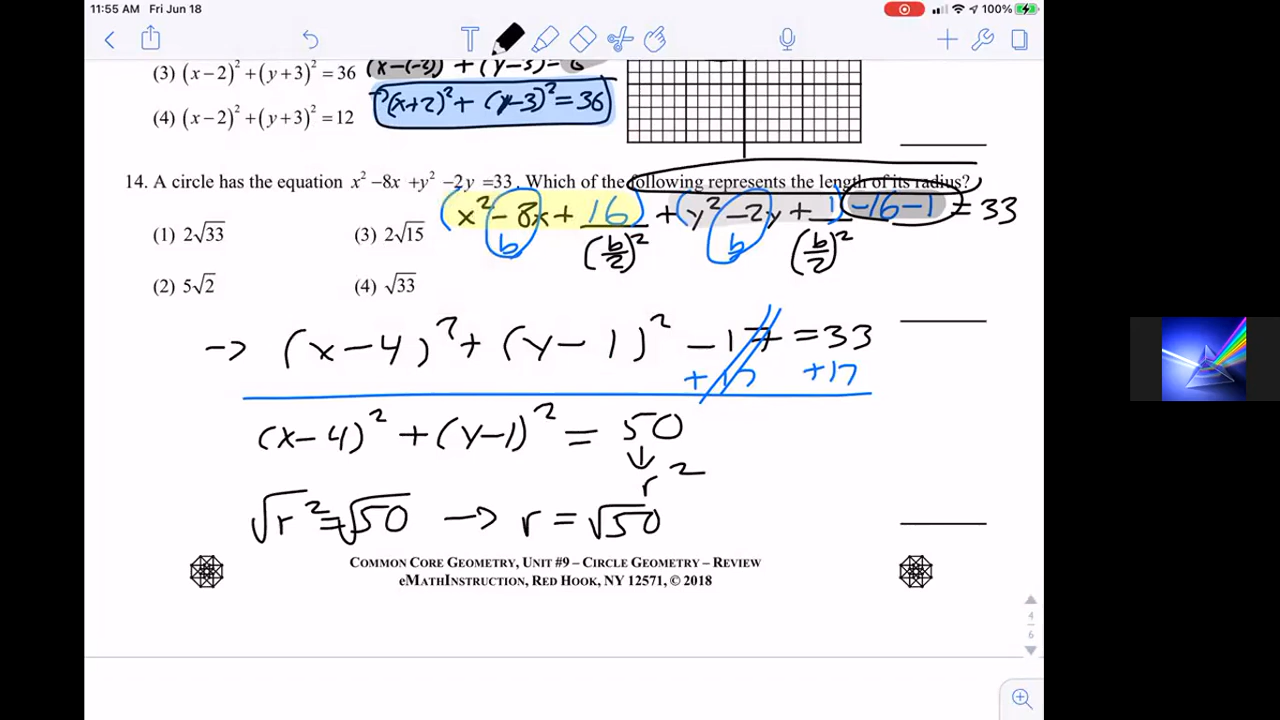 11:55 AM Fri Jun 18
100%
(3) (x−2)² + (y+3)² = 36
(4) (x−2)² + (y+3)² = 12
(x+2)² + (y−3)² = 36
14. A circle has the equation x² −8x +y² −2y =33. Which of the following represents the length of its radius?
(x² − 8x + 16) + (y² − 2y + 1) −16−1 = 33
b (b/2)² b (b/2)²
(1) 2√33 (3) 2√15
(2) 5√2 (4) √33
→ (x−4)² + (y−1)² −17 = 33
+17 +17
(x−4)² + (y−1)² = 50
↓
r²
√r² = √50 → r = √50
COMMON CORE GEOMETRY, UNIT #9 – CIRCLE GEOMETRY – REVIEW
eMATHINSTRUCTION, RED HOOK, NY 12571, © 2018
4
6